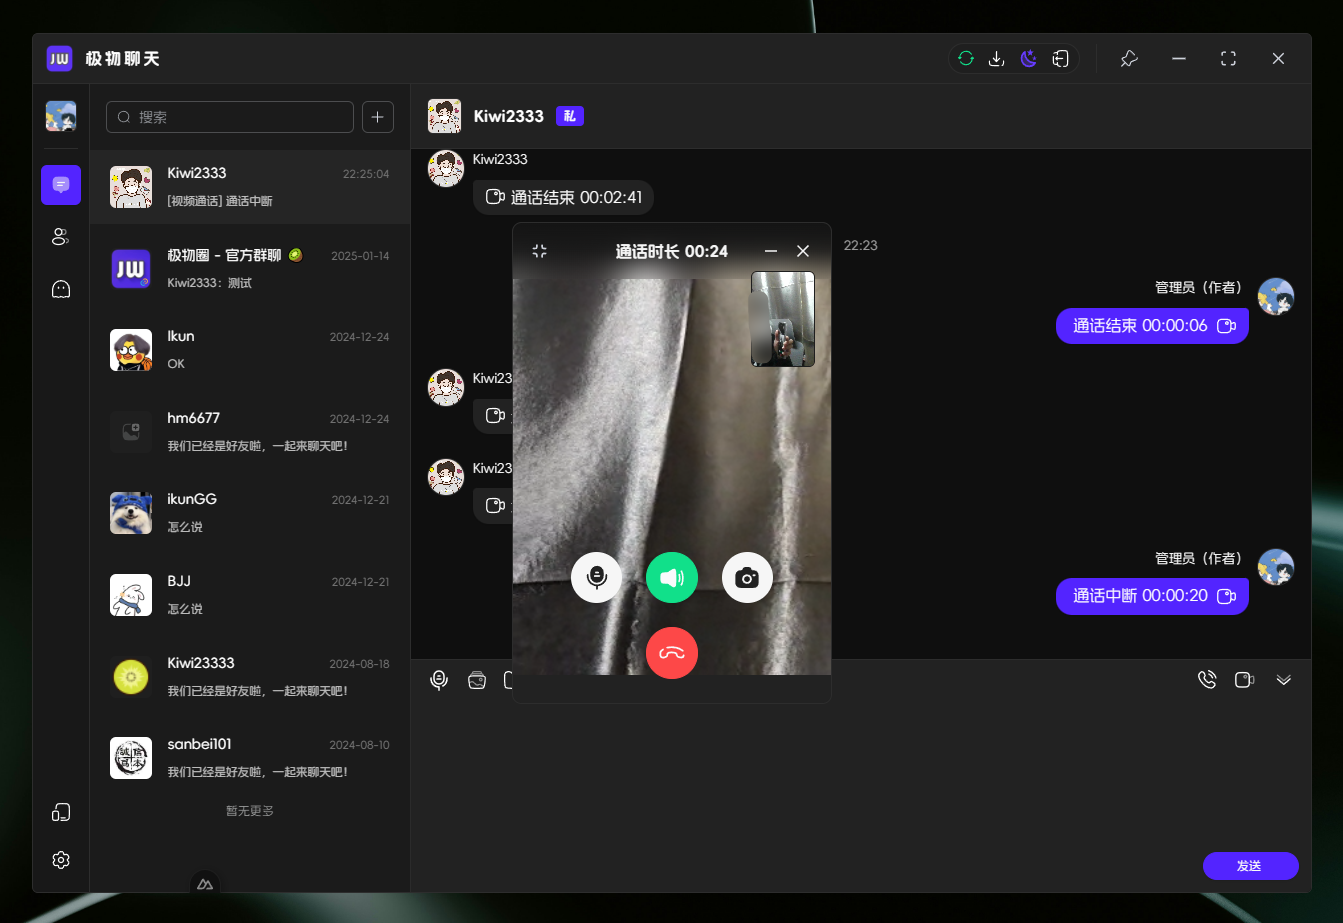 JW 极物聊天
搜索
Kiwi2333
22:25:04
[视频通话] 通话中断
JW
极物圈 - 官方群聊 🥝
2025-01-14
Kiwi2333：测试
Ikun
2024-12-24
OK
hm6677
2024-12-24
我们已经是好友啦，一起来聊天吧！
ikunGG
2024-12-21
怎么说
BJJ
2024-12-21
怎么说
Kiwi23333
2024-08-18
我们已经是好友啦，一起来聊天吧！
sanbei101
2024-08-10
我们已经是好友啦，一起来聊天吧！
暂无更多
Kiwi2333 私
Kiwi2333
通话结束 00:02:41
通话时长 00:24
22:23
管理员（作者）
通话结束 00:00:06
Kiwi23
Kiwi23
管理员（作者）
通话中断 00:00:20
发送